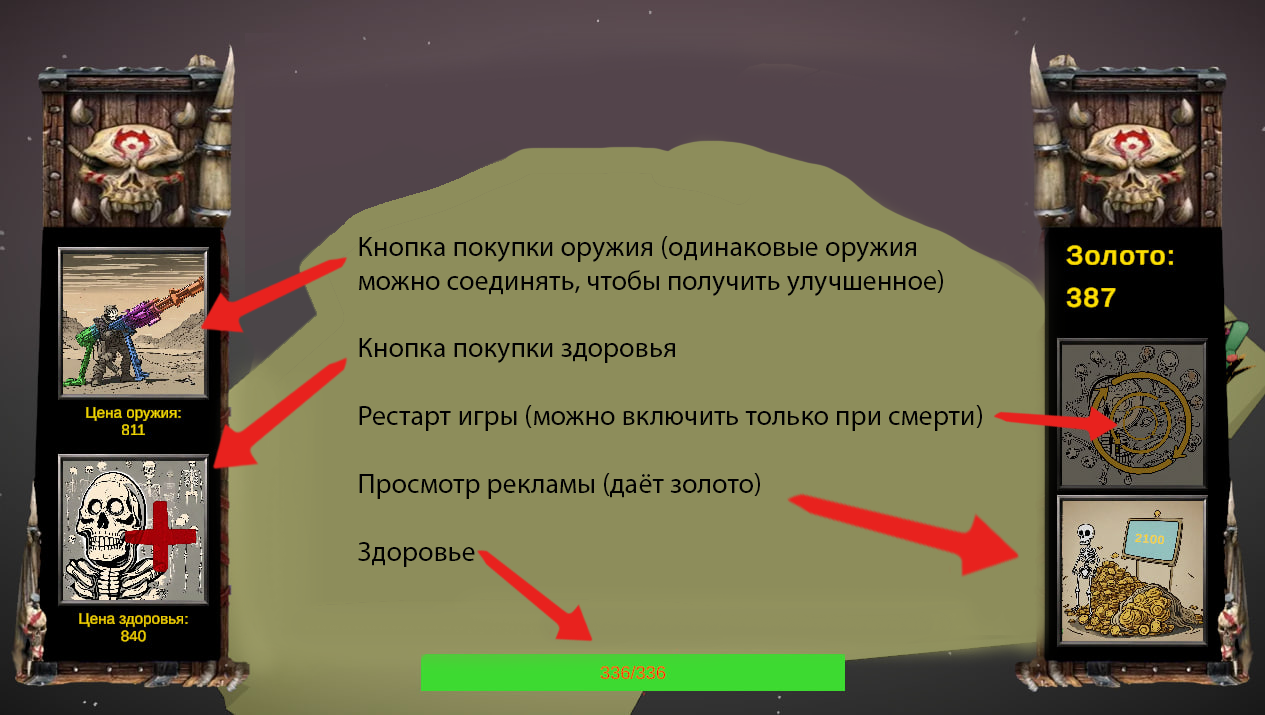 Кнопка покупки оружия (одинаковые оружия
можно соединять, чтобы получить улучшенное)
Кнопка покупки здоровья
Рестарт игры (можно включить только при смерти)
Просмотр рекламы (даёт золото)
Здоровье
Цена оружия:
811
Цена здоровья:
840
Золото:
387
2100
336/336